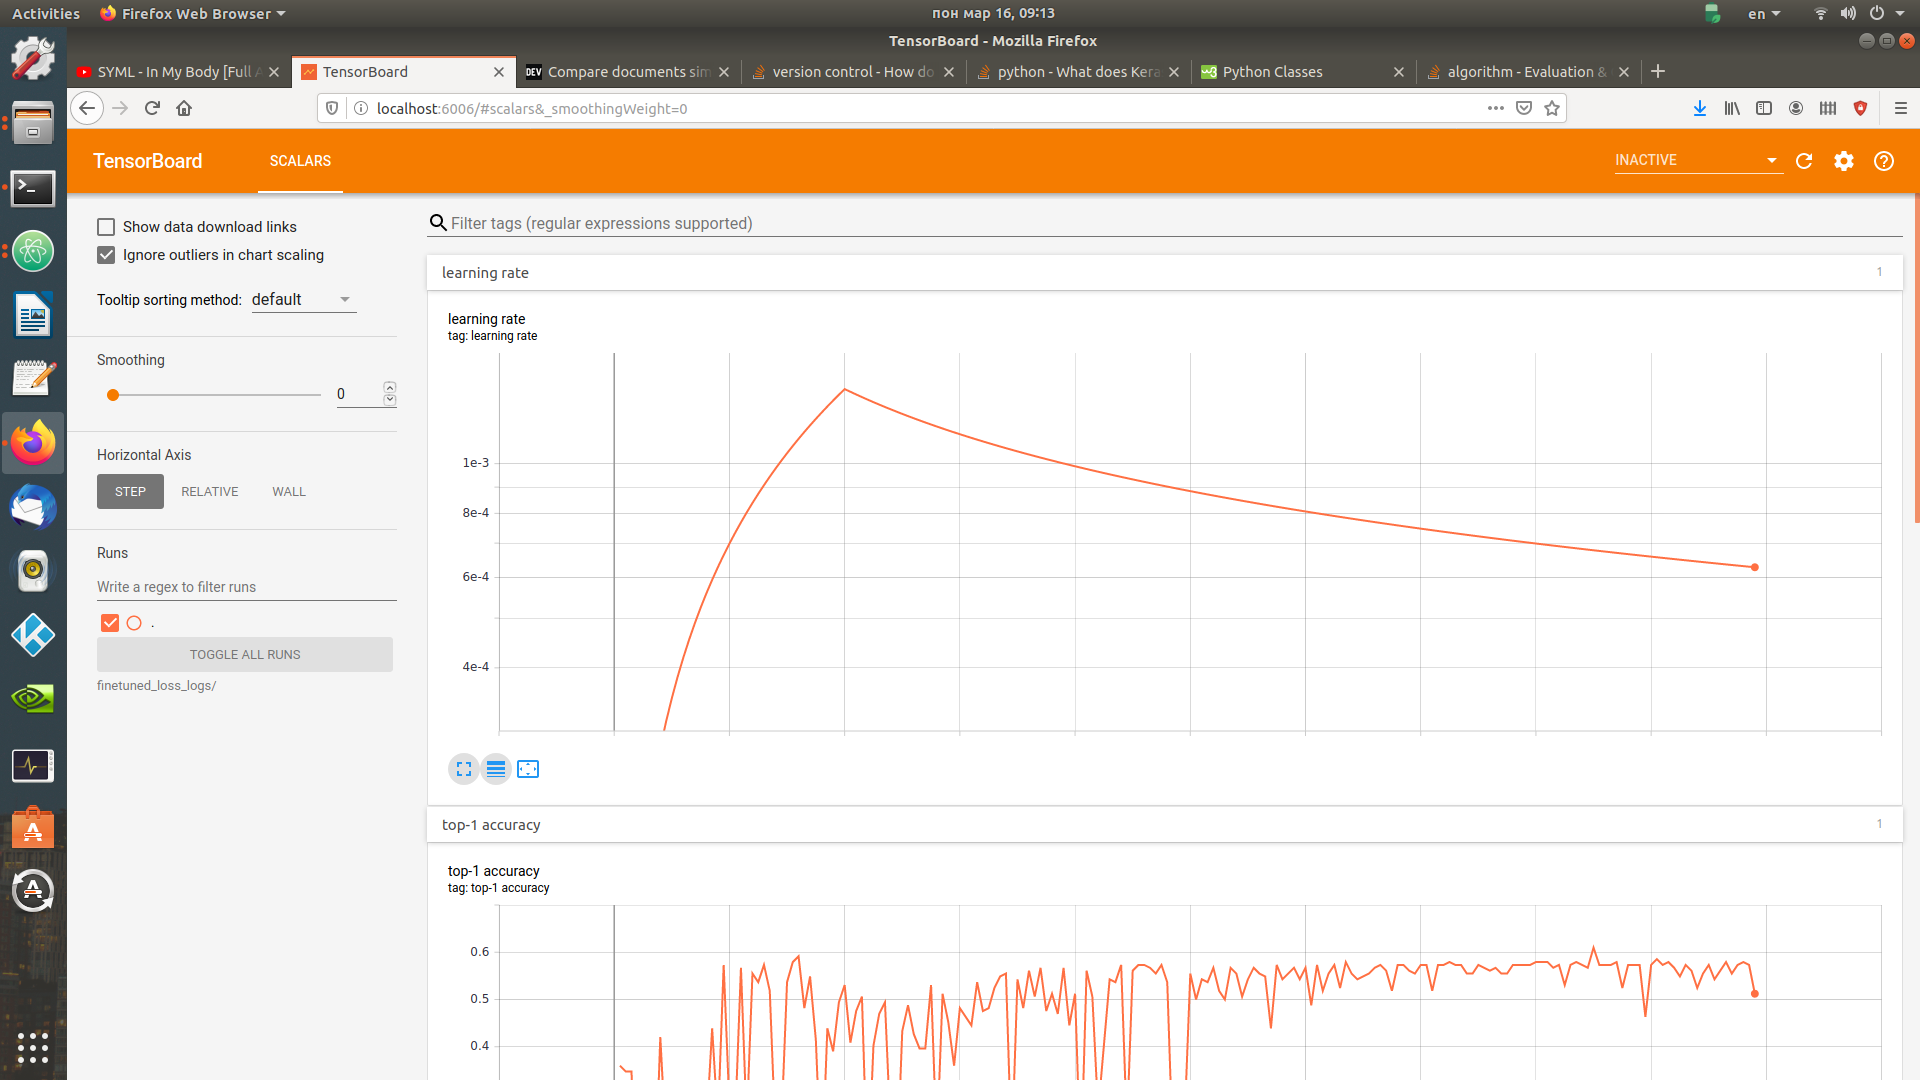 Activities
Firefox Web Browser
пон мар 16, 09:13
en
TensorBoard - Mozilla Firefox
SYML - In My Body [Full A
TensorBoard
DEV Compare documents sim
version control - How do
python - What does Kera
w3 Python Classes
algorithm - Evaluation &
localhost:6006/#scalars&_smoothingWeight=0
TensorBoard
SCALARS
INACTIVE
Show data download links
Ignore outliers in chart scaling
Tooltip sorting method: default
Smoothing
0
Horizontal Axis
STEP RELATIVE WALL
Runs
Write a regex to filter runs
.
TOGGLE ALL RUNS
finetuned_loss_logs/
Filter tags (regular expressions supported)
learning rate 1
learning rate
tag: learning rate
1e-3
8e-4
6e-4
4e-4
top-1 accuracy 1
top-1 accuracy
tag: top-1 accuracy
0.6
0.5
0.4